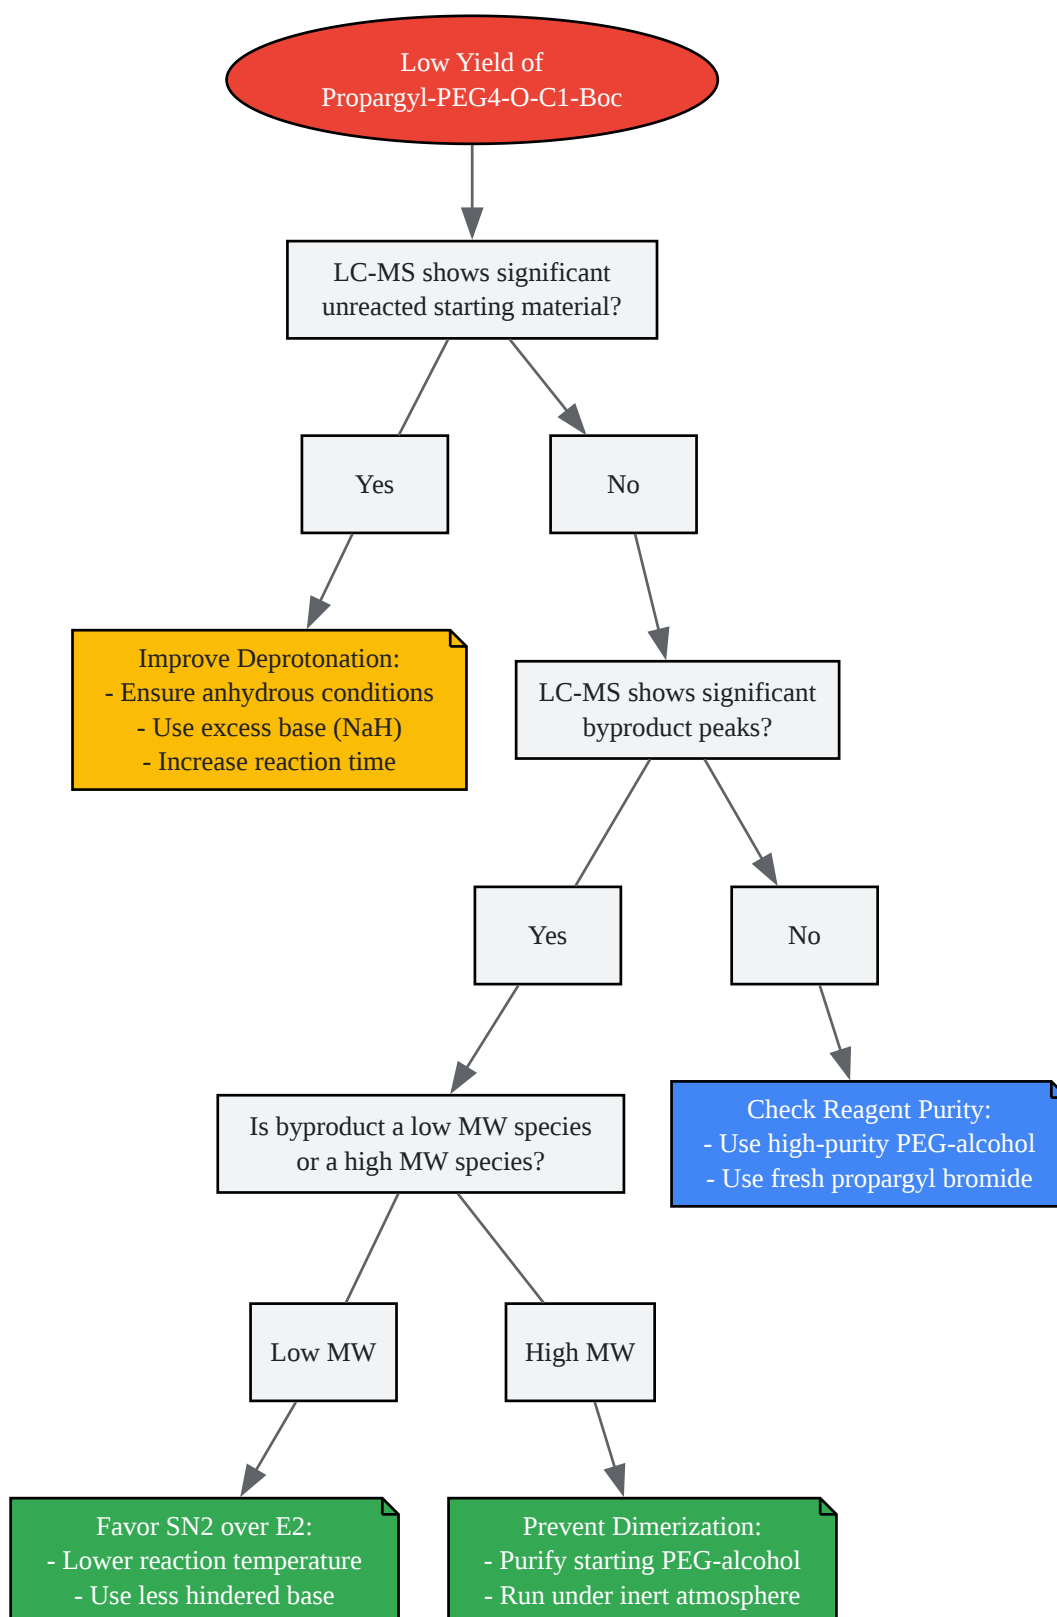 Low Yield of
Propargyl-PEG4-O-C1-Boc
LC-MS shows significant
unreacted starting material?
Yes
No
Improve Deprotonation:
- Ensure anhydrous conditions
- Use excess base (NaH)
- Increase reaction time
LC-MS shows significant
byproduct peaks?
Yes
No
Is byproduct a low MW species
or a high MW species?
Check Reagent Purity:
- Use high-purity PEG-alcohol
- Use fresh propargyl bromide
Low MW
High MW
Favor SN2 over E2:
- Lower reaction temperature
- Use less hindered base
Prevent Dimerization:
- Purify starting PEG-alcohol
- Run under inert atmosphere